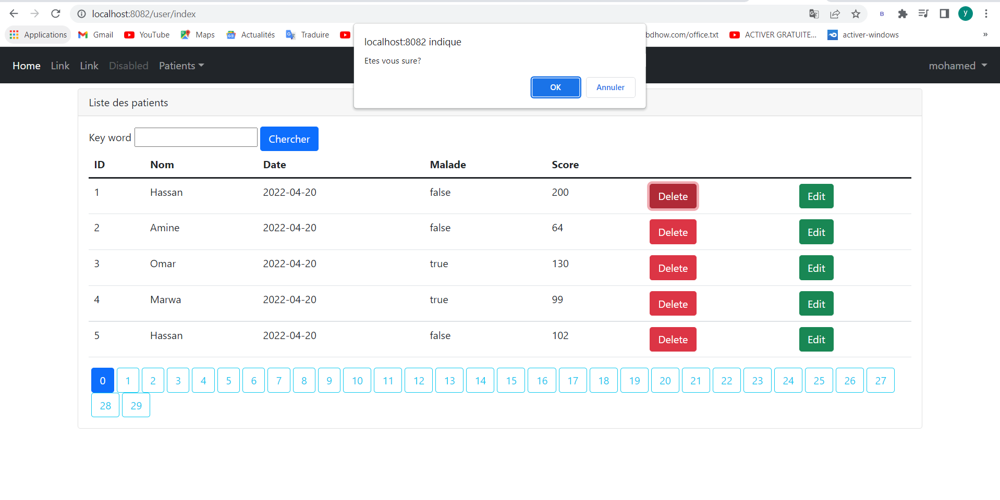 localhost:8082/user/index
B
y
Applications Gmail YouTube Maps Actualités Traduire bdhow.com/office.txt ACTIVER GRATUITE... activer-windows »
localhost:8082 indique
Etes vous sure?
OK Annuler
Home Link Link Disabled Patients mohamed
Liste des patients
Key word Chercher
ID Nom Date Malade Score
1 Hassan 2022-04-20 false 200 Delete Edit
2 Amine 2022-04-20 false 64 Delete Edit
3 Omar 2022-04-20 true 130 Delete Edit
4 Marwa 2022-04-20 true 99 Delete Edit
5 Hassan 2022-04-20 false 102 Delete Edit
0 1 2 3 4 5 6 7 8 9 10 11 12 13 14 15 16 17 18 19 20 21 22 23 24 25 26 27
28 29